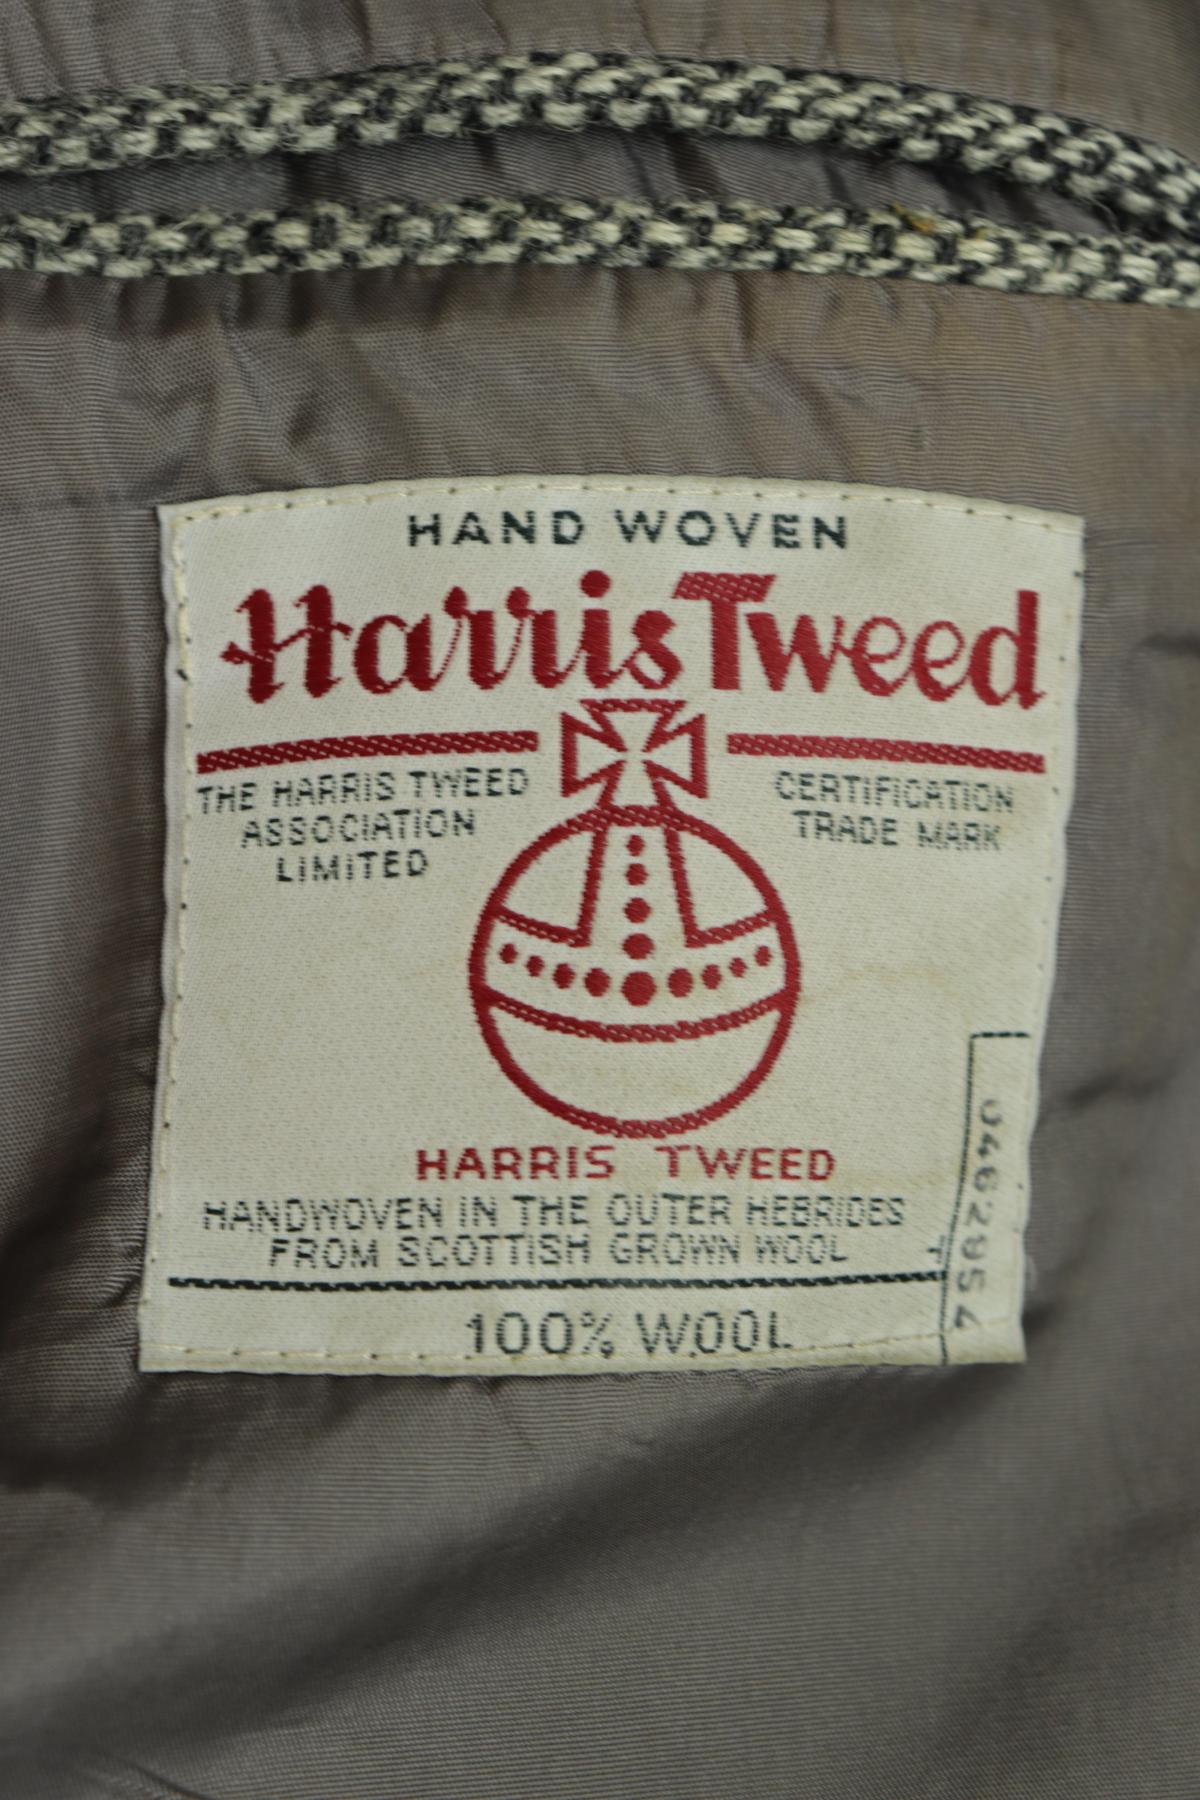 HAND WOVEN
Harris Tweed
THE HARRIS TWEED
ASSOCIATION
LIMITED
CERTIFICATION
TRADE MARK
HARRIS TWEED
HANDWOVEN IN THE OUTER HEBRIDES
FROM SCOTTISH GROWN WOOL
T
100% WOOL